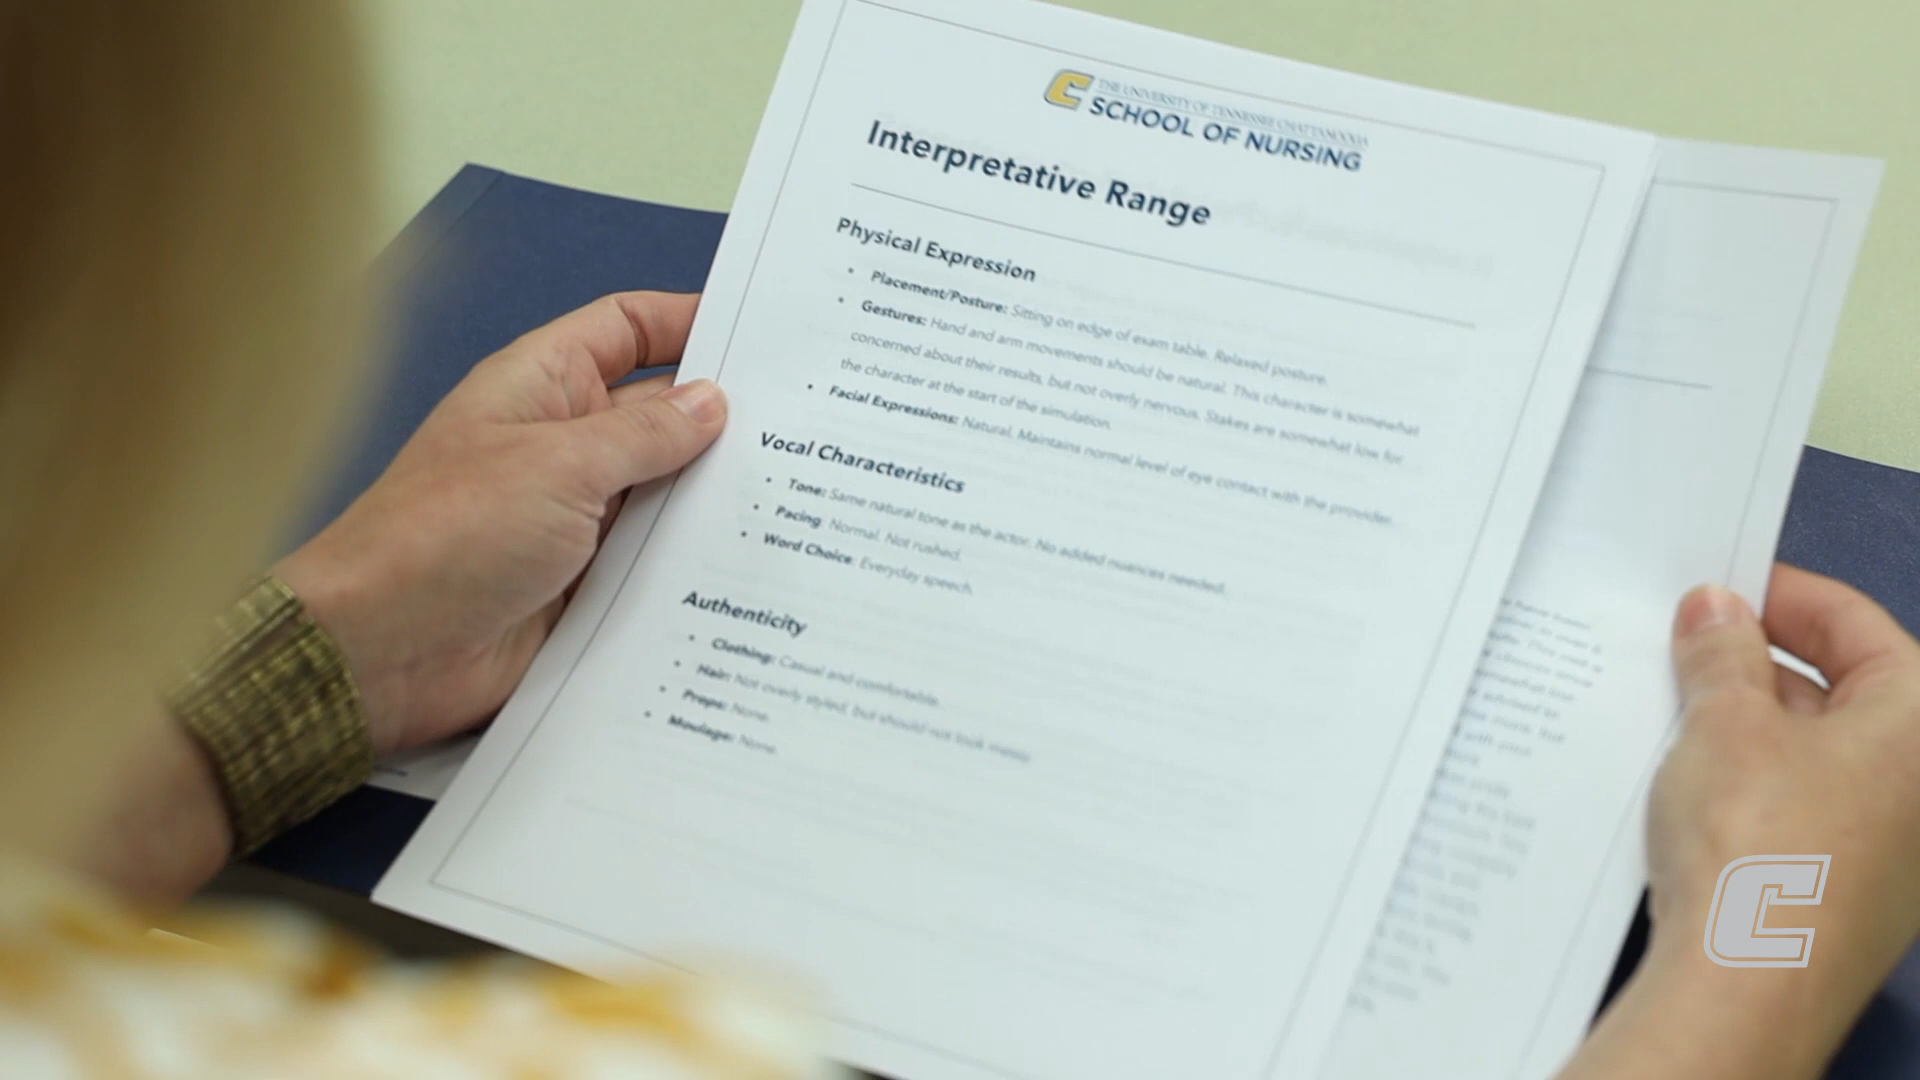 THE UNIVERSITY OF TENNESSEE CHATTANOOGA
SCHOOL OF NURSING
Interpretative Range
Physical Expression
• Placement/Posture: Sitting on edge of exam table. Relaxed posture.
• Gestures: Hand and arm movements should be natural. This character is somewhat
concerned about their results, but not overly nervous. Stakes are somewhat low for
the character at the start of the simulation.
• Facial Expressions: Natural. Maintains normal level of eye contact with the provider.
Vocal Characteristics
• Tone: Same natural tone as the actor. No added nuances needed.
• Pacing: Normal. Not rushed.
• Word Choice: Everyday speech.
Authenticity
• Clothing: Casual and comfortable.
• Hair: Not overly styled, but should not look messy.
• Props: None.
• Moulage: None.
C